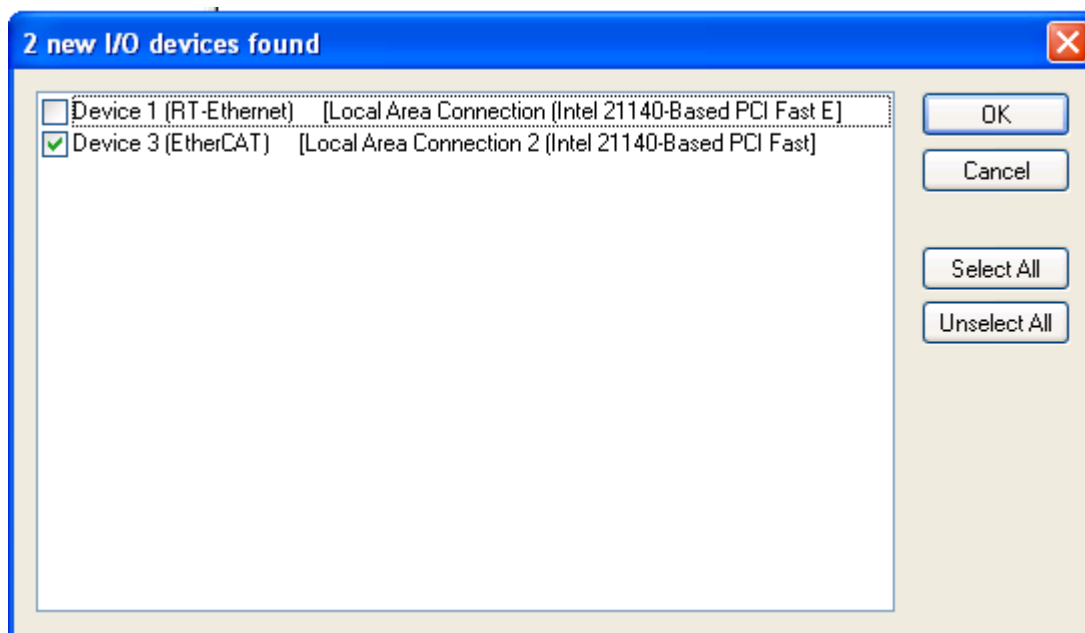 2 new I/O devices found
Device 1 (RT-Ethernet) [Local Area Connection (Intel 21140-Based PCI Fast E]
Device 3 (EtherCAT) [Local Area Connection 2 (Intel 21140-Based PCI Fast]
OK
Cancel
Select All
Unselect All